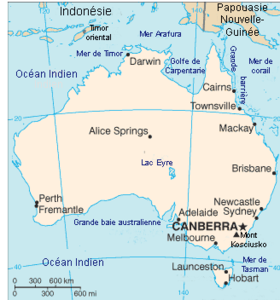 Indonésie
Papouasie
Nouvelle-
Guinée
Timor
oriental
Mer Arafura
Mer de Timor
Darwin
Golfe de
Carpentarie
Grande
barrière
Mer de
corail
Océan Indien
Cairns
Townsville
20
Mackay
Alice Springs
Lac Eyre
Brisbane
Perth
Fremantle
Newcastle
Adelaide
Sydney
Grande baie australienne
CANBERRA
Mont
Kosciusko
Melbourne
Océan Indien
Mer de
Tasman
Launceston
Hobart
0
300
600 km
0
300
600 mi
140